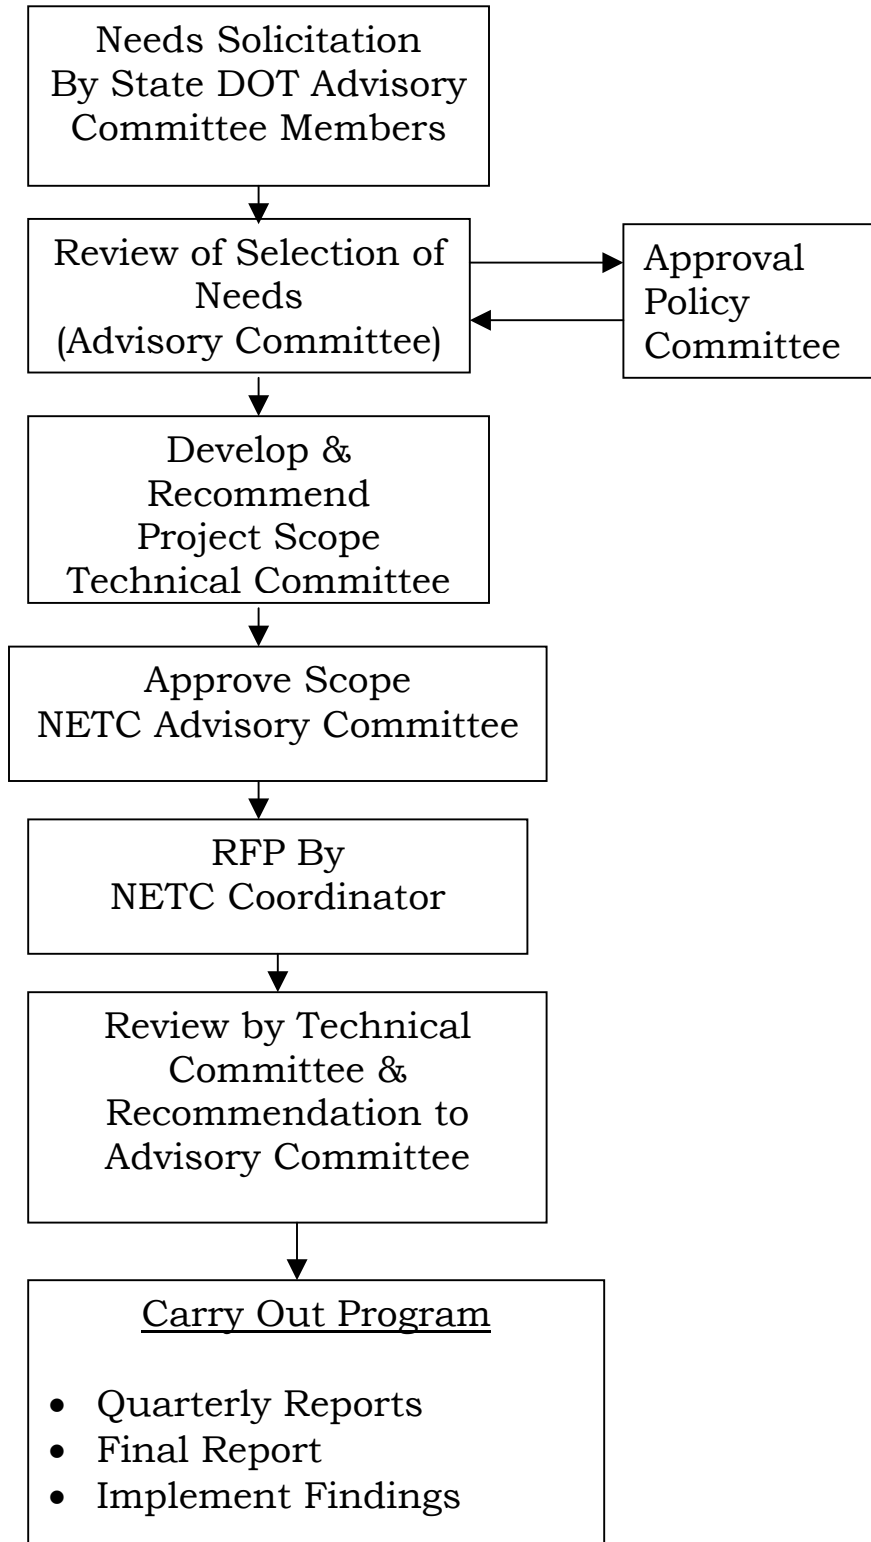 Needs Solicitation
By State DOT Advisory
Committee Members
Review of Selection of
Needs
(Advisory Committee)
Approval
Policy
Committee
Develop &
Recommend
Project Scope
Technical Committee
Approve Scope
NETC Advisory Committee
RFP By
NETC Coordinator
Review by Technical
Committee &
Recommendation to
Advisory Committee
Carry Out Program
• Quarterly Reports
• Final Report
• Implement Findings